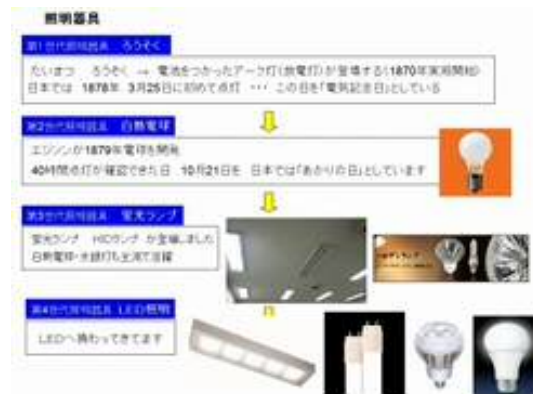 照明器具
第1世代照明器具 ろうそく
たいまつ ろうそく → 電池をつかったアーク灯(放電灯)が登場する(1870年実用開始)
日本では 1878年 3月25日に初めて点灯 ・・・ この日を「電気記念日」としている
第2世代照明器具 白熱電球
エジソンが1879年電球を開発
40時間点灯が確認できた日 10月21日を 日本では「あかりの日」としています
第3世代照明器具 蛍光ランプ
蛍光ランプ HIDランプ が登場しました
白熱電球・水銀灯も主流で活躍
第4世代照明器具 LED照明
LEDへ換わってきてます